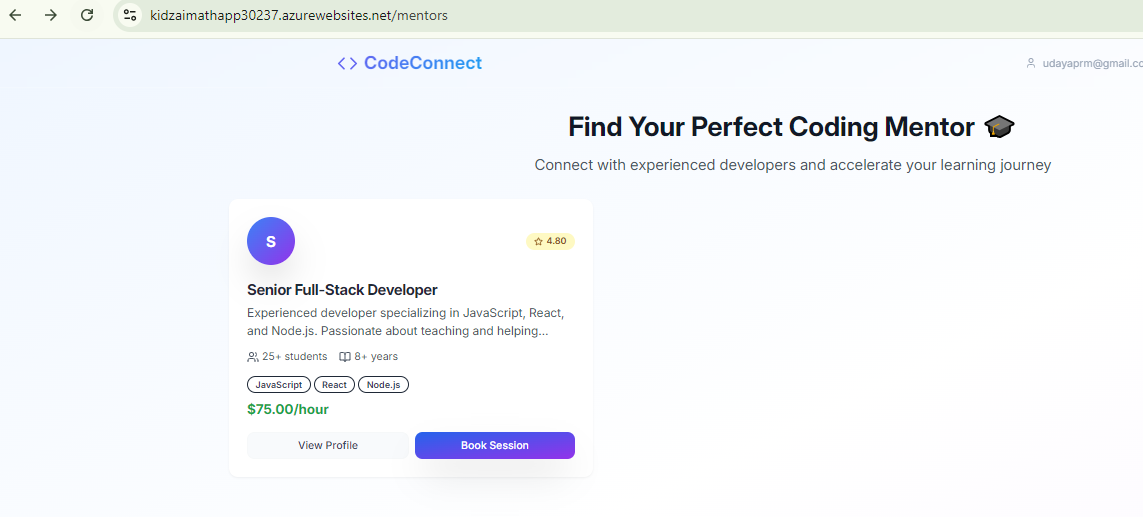 kidzaimathapp30237.azurewebsites.net/mentors
<> CodeConnect
udayaprm@gmail.co
Find Your Perfect Coding Mentor 🎓
Connect with experienced developers and accelerate your learning journey
S
4.80
Senior Full-Stack Developer
Experienced developer specializing in JavaScript, React,
and Node.js. Passionate about teaching and helping...
25+ students 8+ years
JavaScript React Node.js
$75.00/hour
View Profile Book Session